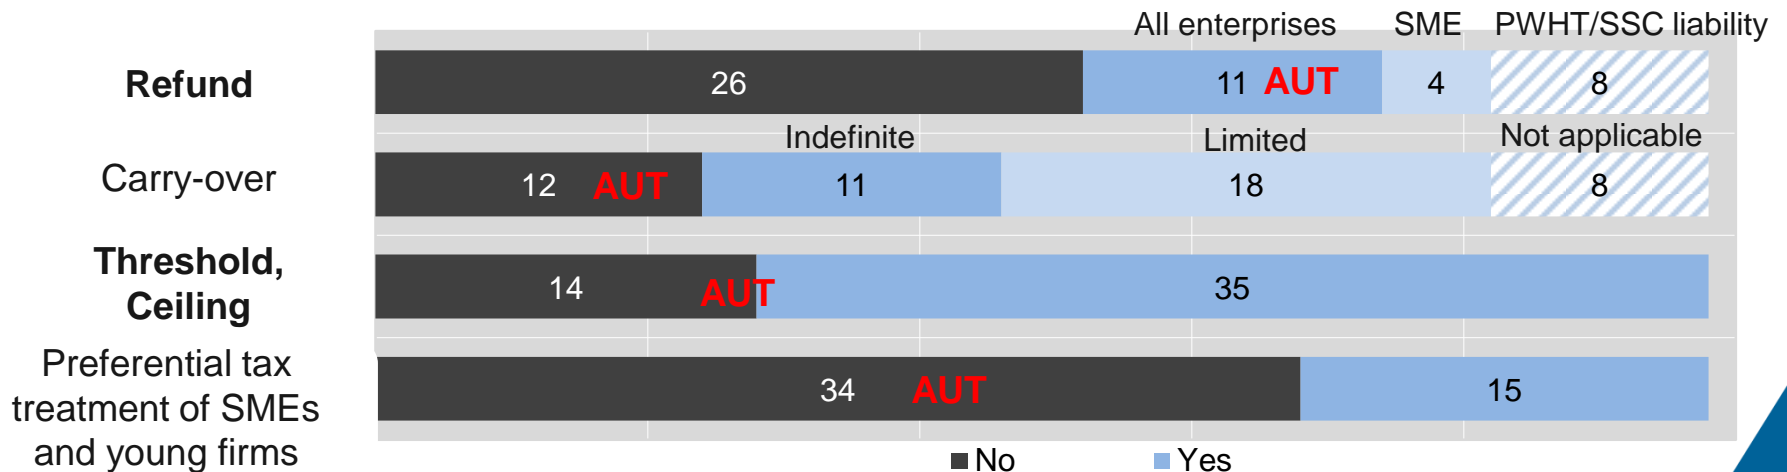 All enterprises SME PWHT/SSC liability
Refund 26 11 AUT 4 8
Indefinite Limited Not applicable
Carry-over 12 AUT 11 18 8
Threshold,
Ceiling
14 AUT 35
Preferential tax
treatment of SMEs
and young firms
34 AUT 15
No Yes